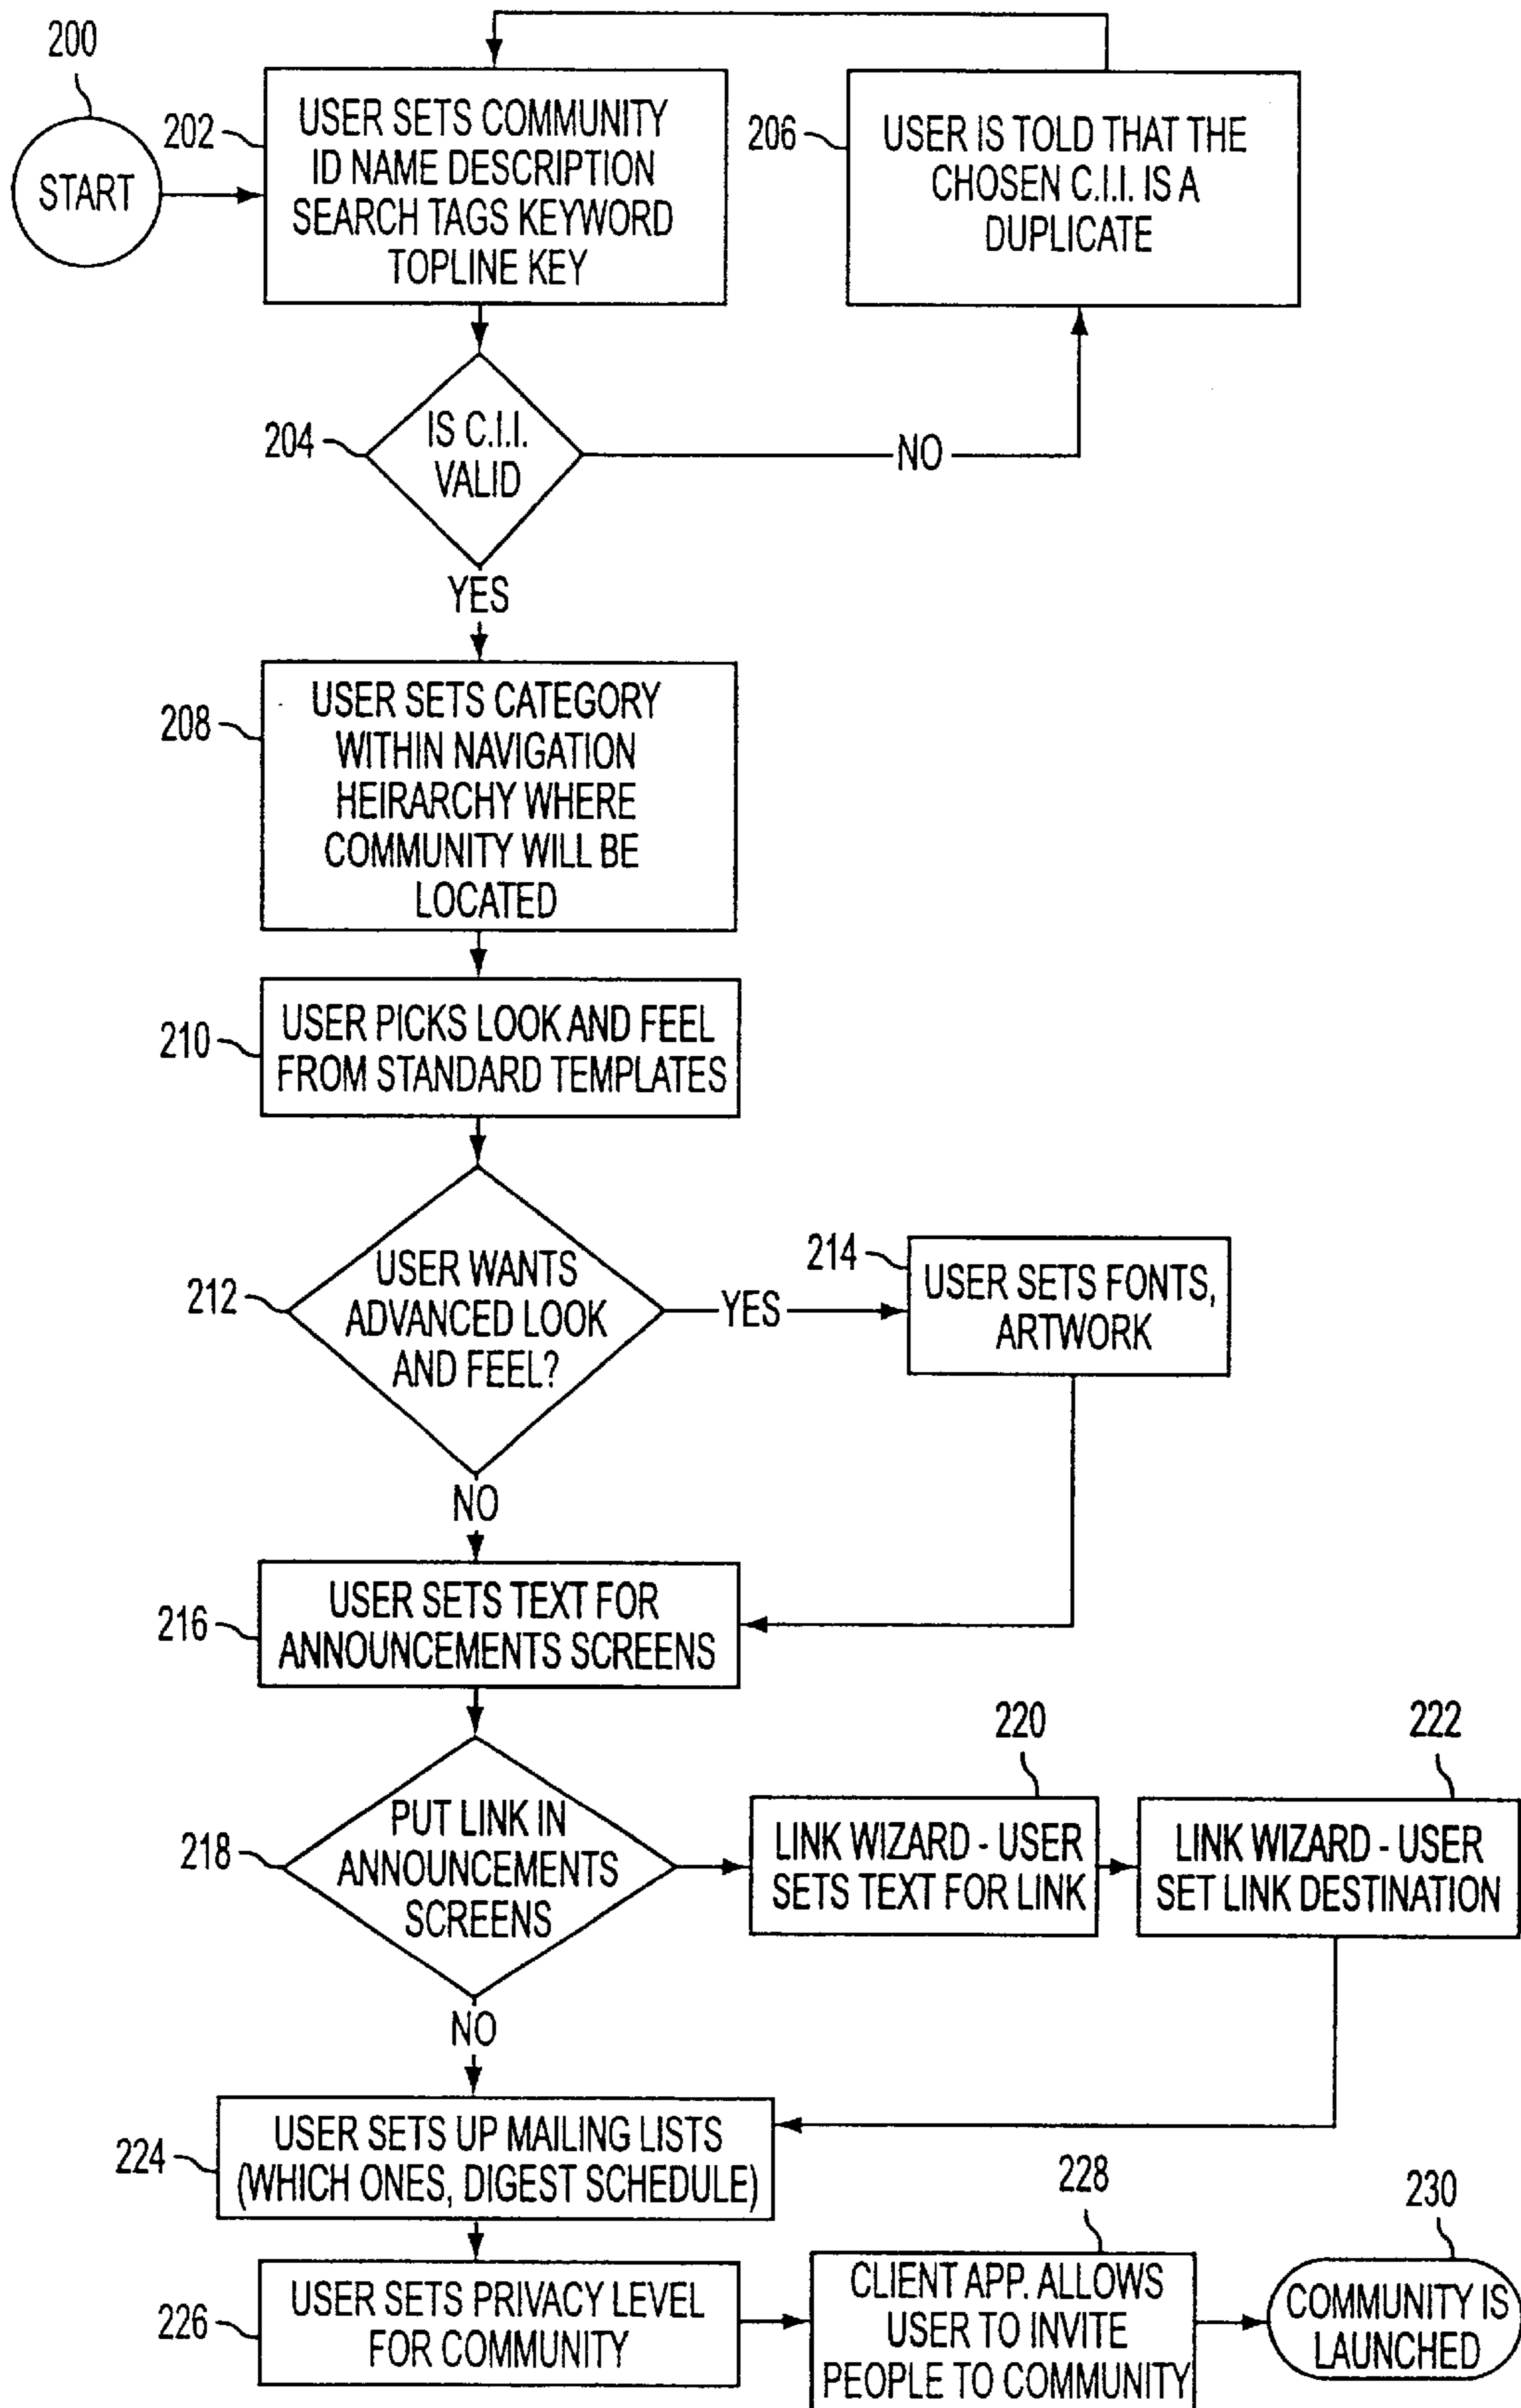 200
START
202
USER SETS COMMUNITY
ID NAME DESCRIPTION
SEARCH TAGS KEYWORD
TOPLINE KEY
206
USER IS TOLD THAT THE
CHOSEN C.I.I. IS A
DUPLICATE
204
IS C.I.I.
VALID
NO
YES
208
USER SETS CATEGORY
WITHIN NAVIGATION
HEIRARCHY WHERE
COMMUNITY WILL BE
LOCATED
210
USER PICKS LOOK AND FEEL
FROM STANDARD TEMPLATES
212
USER WANTS
ADVANCED LOOK
AND FEEL?
YES
214
USER SETS FONTS,
ARTWORK
NO
216
USER SETS TEXT FOR
ANNOUNCEMENTS SCREENS
218
PUT LINK IN
ANNOUNCEMENTS
SCREENS
220
LINK WIZARD - USER
SETS TEXT FOR LINK
222
LINK WIZARD - USER
SET LINK DESTINATION
NO
224
USER SETS UP MAILING LISTS
(WHICH ONES, DIGEST SCHEDULE)
226
USER SETS PRIVACY LEVEL
FOR COMMUNITY
228
CLIENT APP. ALLOWS
USER TO INVITE
PEOPLE TO COMMUNITY
230
COMMUNITY IS
LAUNCHED